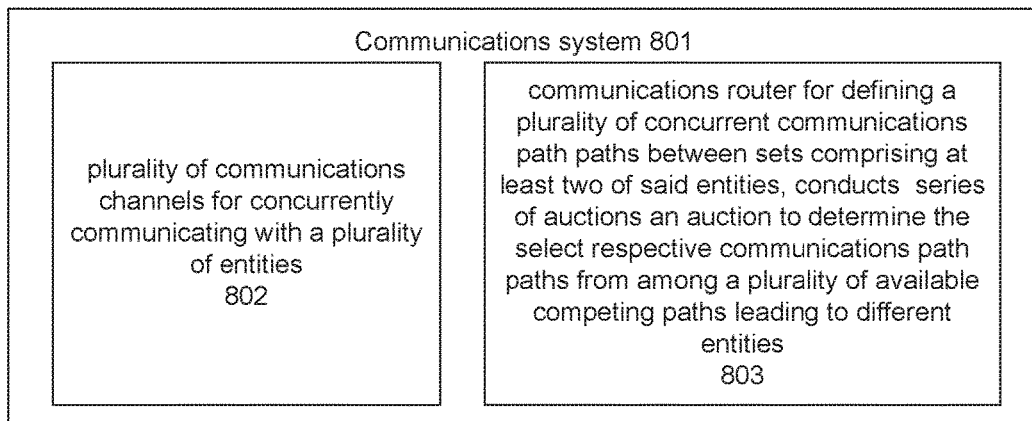 Communications system 801
plurality of communications
channels for concurrently
communicating with a plurality
of entities
802
communications router for defining a
plurality of concurrent communications
path paths between sets comprising at
least two of said entities, conducts series
of auctions an auction to determine the
select respective communications path
paths from among a plurality of available
competing paths leading to different
entities
803